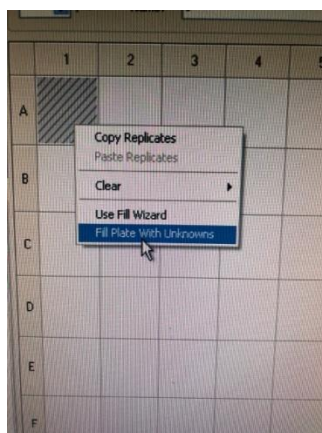 1 2 3 4
A
Copy Replicates
Paste Replicates
B
Clear
Use Fill Wizard
Fill Plate With Unknowns
C
D
E
F